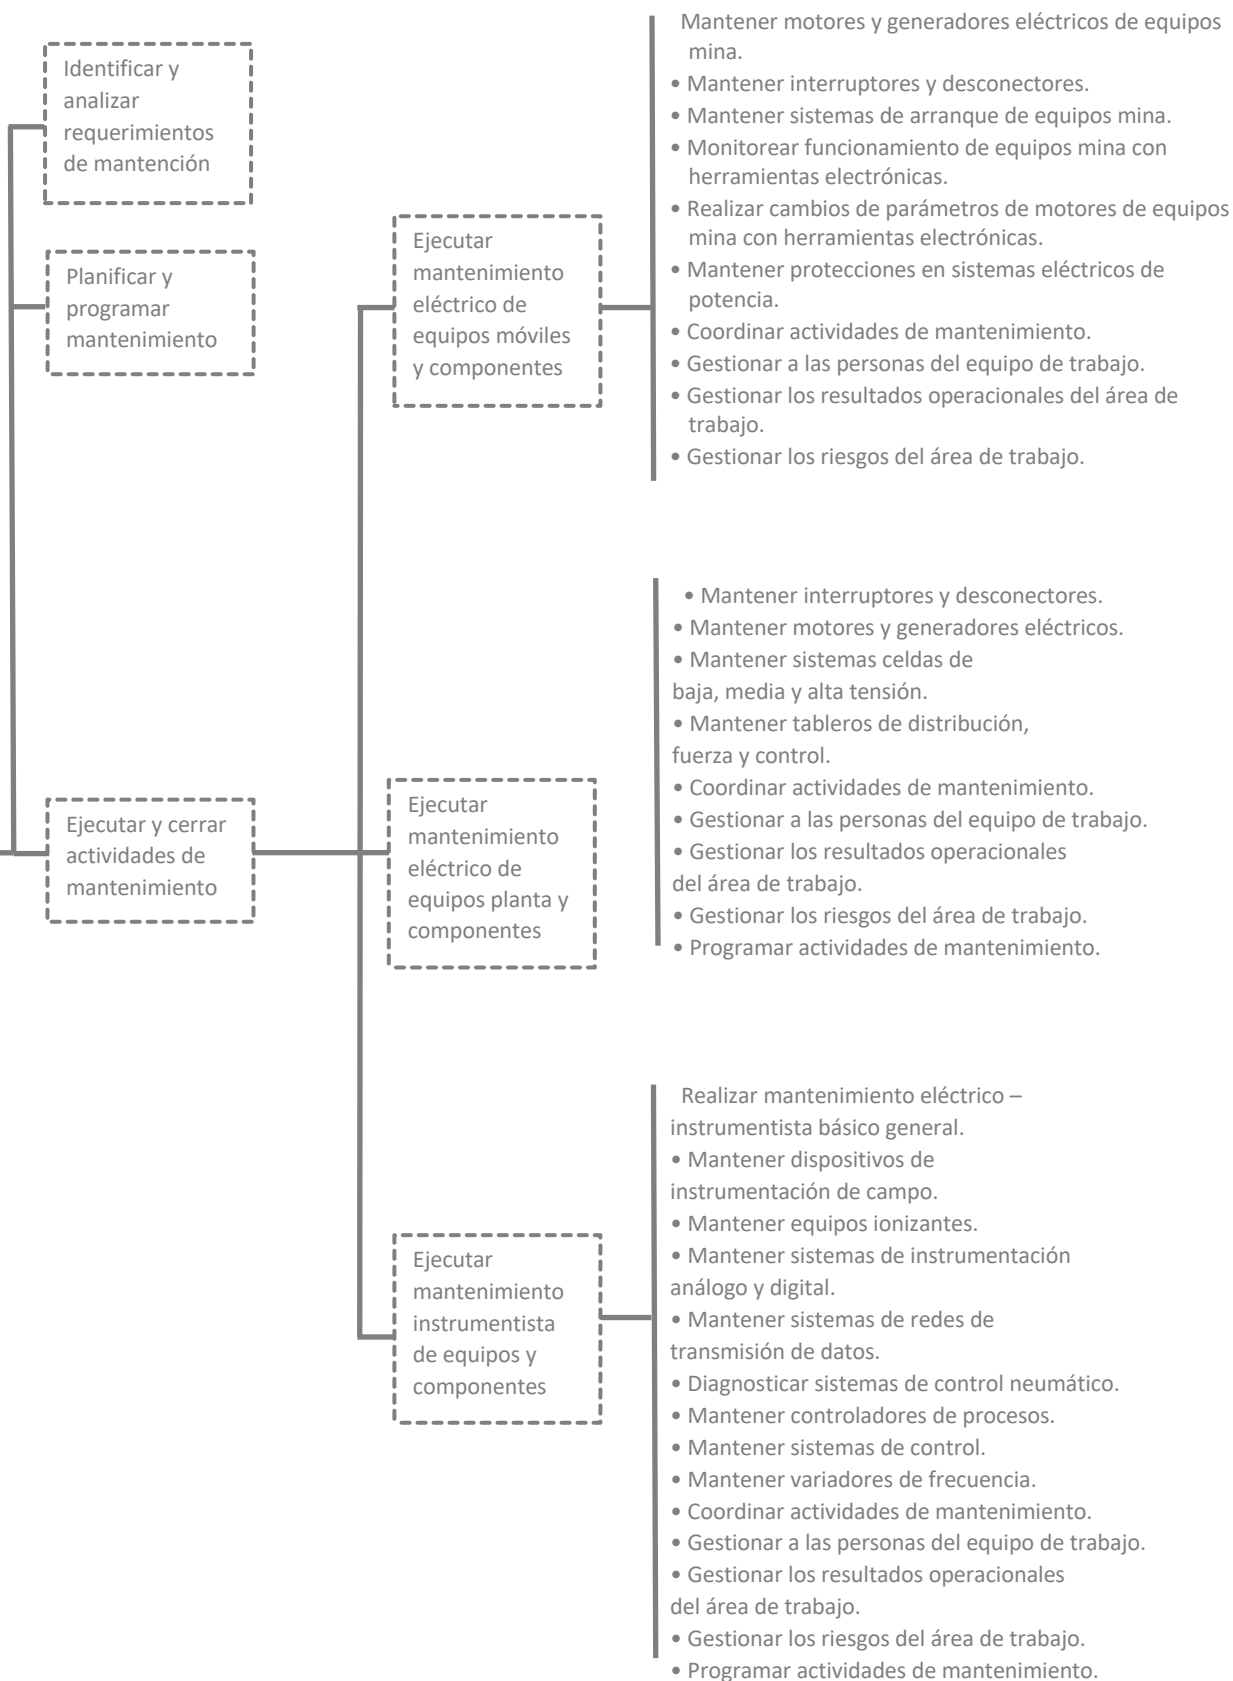 Identificar y
analizar
requerimientos
de mantención
Planificar y
programar
mantenimiento
Ejecutar y cerrar
actividades de
mantenimiento
Ejecutar
mantenimiento
eléctrico de
equipos móviles
y componentes
Mantener motores y generadores eléctricos de equipos
mina.
• Mantener interruptores y desconectores.
• Mantener sistemas de arranque de equipos mina.
• Monitorear funcionamiento de equipos mina con
herramientas electrónicas.
• Realizar cambios de parámetros de motores de equipos
mina con herramientas electrónicas.
• Mantener protecciones en sistemas eléctricos de
potencia.
• Coordinar actividades de mantenimiento.
• Gestionar a las personas del equipo de trabajo.
• Gestionar los resultados operacionales del área de
trabajo.
• Gestionar los riesgos del área de trabajo.
Ejecutar
mantenimiento
eléctrico de
equipos planta y
componentes
• Mantener interruptores y desconectores.
• Mantener motores y generadores eléctricos.
• Mantener sistemas celdas de
baja, media y alta tensión.
• Mantener tableros de distribución,
fuerza y control.
• Coordinar actividades de mantenimiento.
• Gestionar a las personas del equipo de trabajo.
• Gestionar los resultados operacionales
del área de trabajo.
• Gestionar los riesgos del área de trabajo.
• Programar actividades de mantenimiento.
Ejecutar
mantenimiento
instrumentista
de equipos y
componentes
Realizar mantenimiento eléctrico –
instrumentista básico general.
• Mantener dispositivos de
instrumentación de campo.
• Mantener equipos ionizantes.
• Mantener sistemas de instrumentación
análogo y digital.
• Mantener sistemas de redes de
transmisión de datos.
• Diagnosticar sistemas de control neumático.
• Mantener controladores de procesos.
• Mantener sistemas de control.
• Mantener variadores de frecuencia.
• Coordinar actividades de mantenimiento.
• Gestionar a las personas del equipo de trabajo.
• Gestionar los resultados operacionales
del área de trabajo.
• Gestionar los riesgos del área de trabajo.
• Programar actividades de mantenimiento.